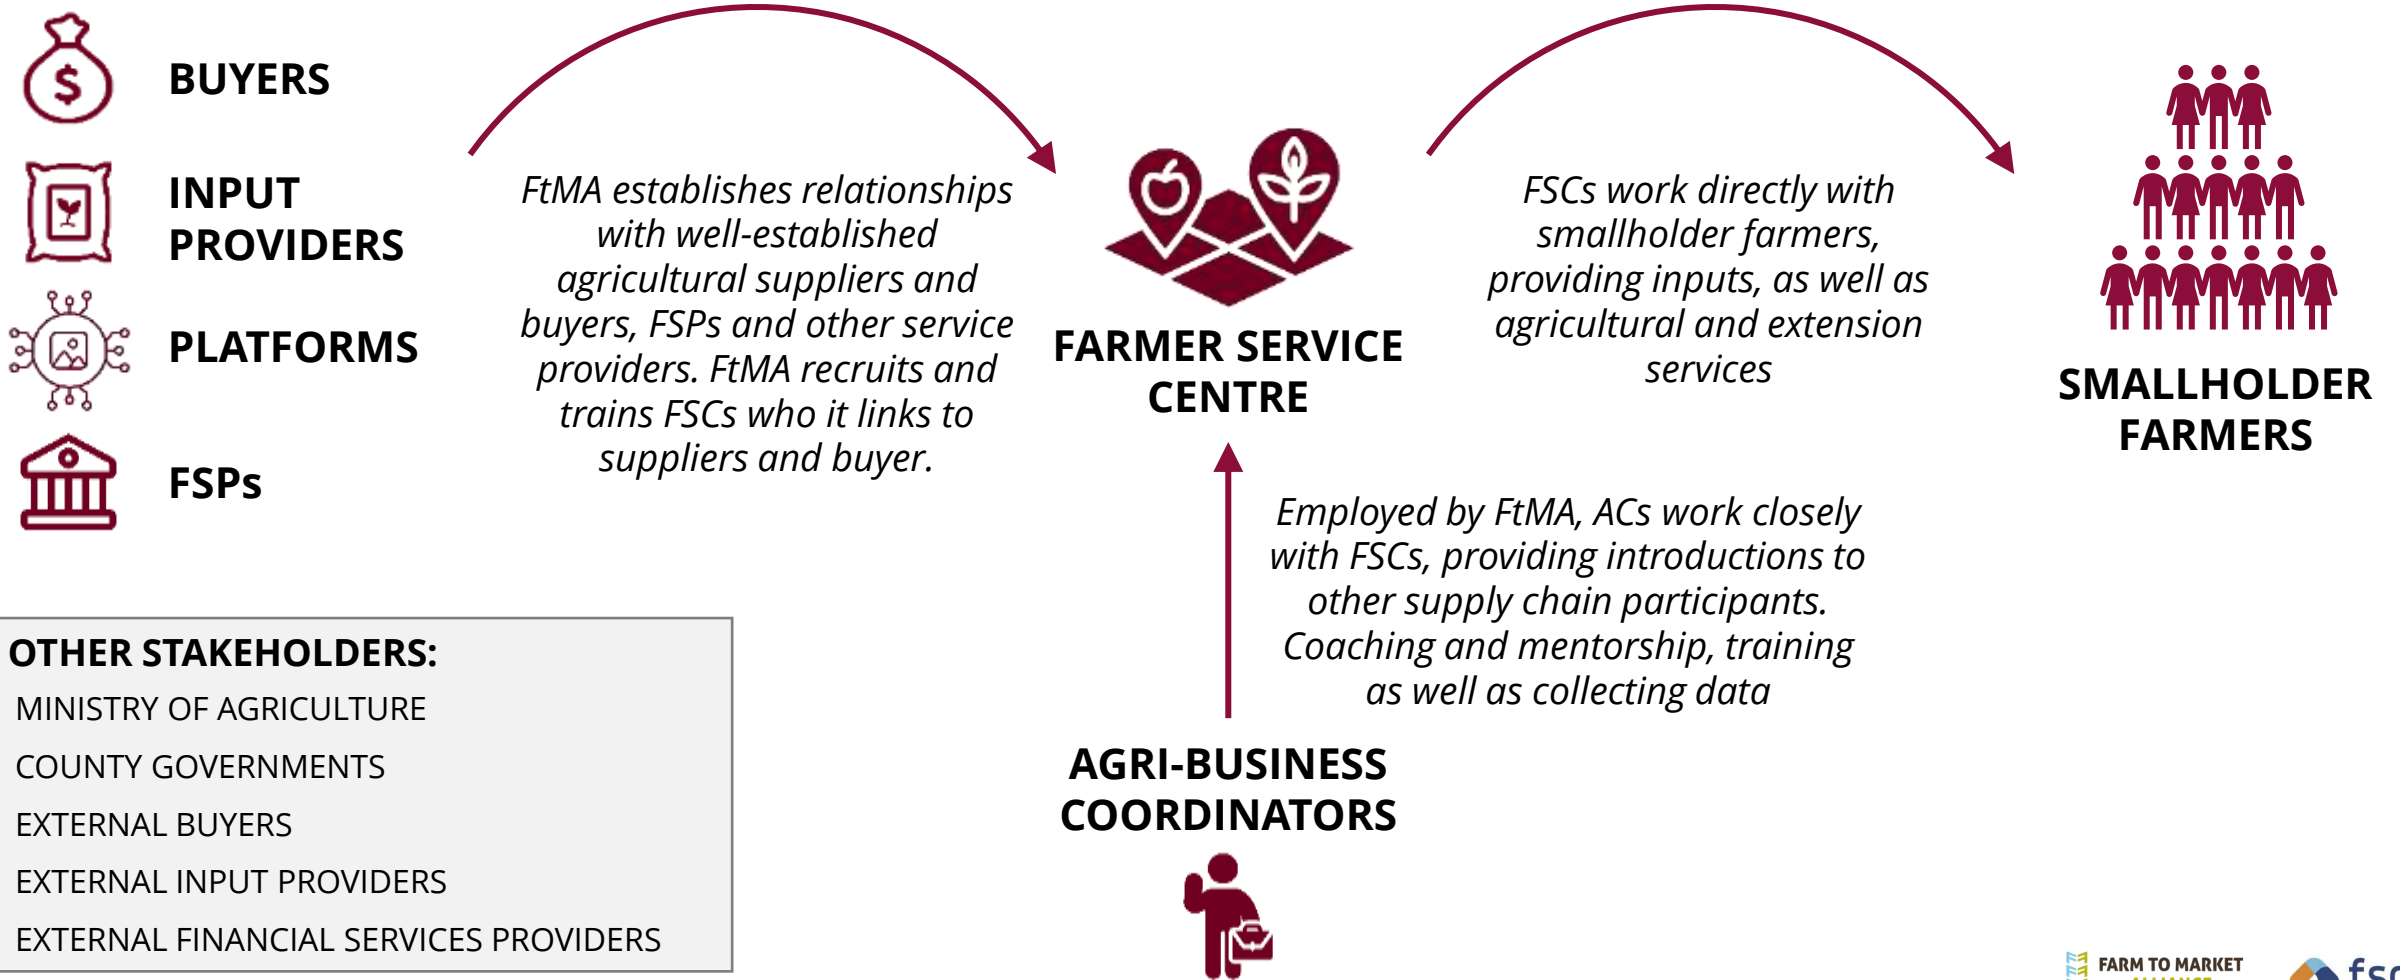 BUYERS
INPUT
PROVIDERS
PLATFORMS
FSPs
FtMA establishes relationships
with well-established
agricultural suppliers and
buyers, FSPs and other service
providers. FtMA recruits and
trains FSCs who it links to
suppliers and buyer.
FARMER SERVICE
CENTRE
FSCs work directly with
smallholder farmers,
providing inputs, as well as
agricultural and extension
services
SMALLHOLDER
FARMERS
Employed by FtMA, ACs work closely
with FSCs, providing introductions to
other supply chain participants.
Coaching and mentorship, training
as well as collecting data
AGRI-BUSINESS
COORDINATORS
OTHER STAKEHOLDERS:
MINISTRY OF AGRICULTURE
COUNTY GOVERNMENTS
EXTERNAL BUYERS
EXTERNAL INPUT PROVIDERS
EXTERNAL FINANCIAL SERVICES PROVIDERS
FARM TO MARKET